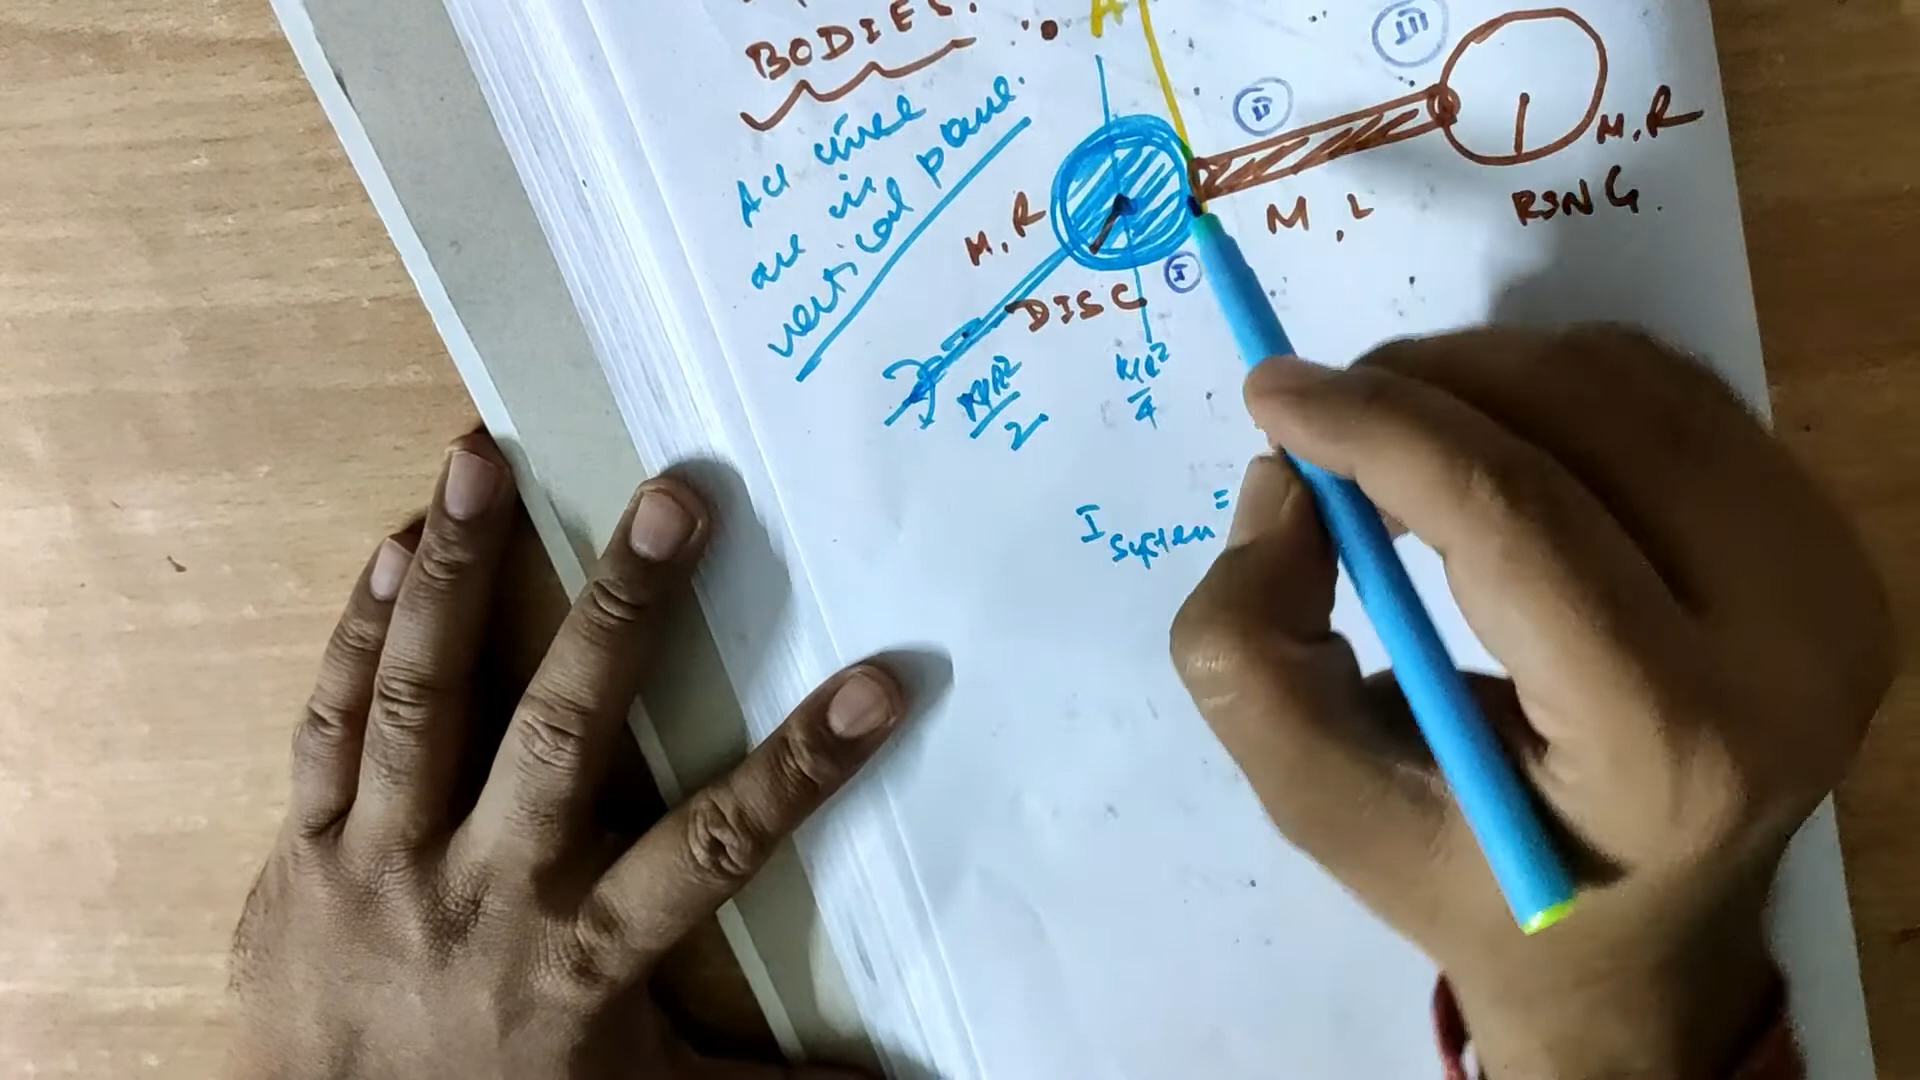 BODIES.
A
All three
are in
vertical plane.
III
II
M, R
RING.
M, L
M, R
I
DISC
MR²/2
MR²/4
I system =